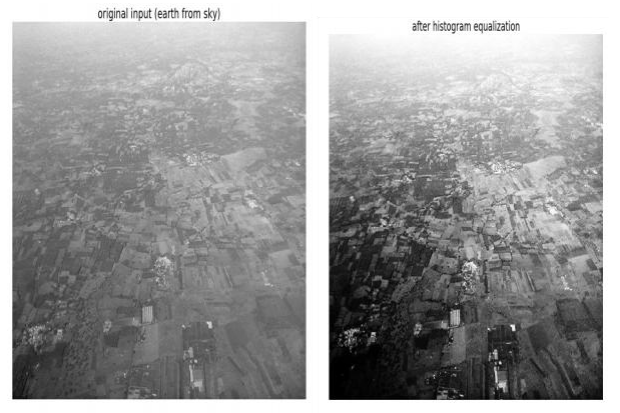 original input (earth from sky)
after histogram equalization